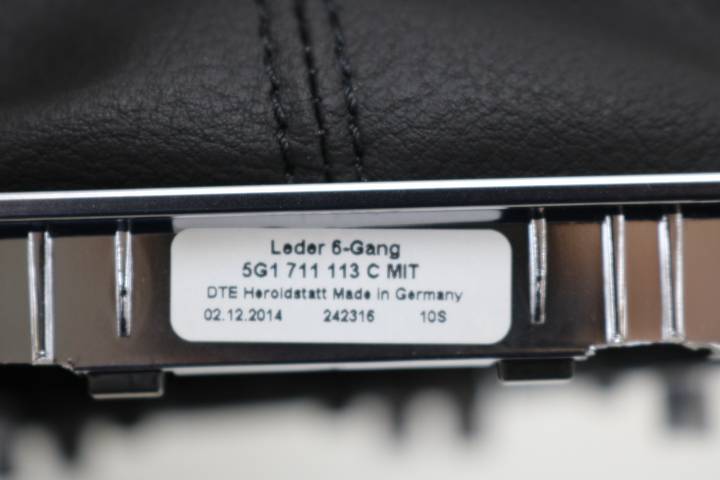 Leder 6-Gang
5G1 711 113 C MIT
DTE Heroldstatt Made in Germany
02.12.2014 242316 10S